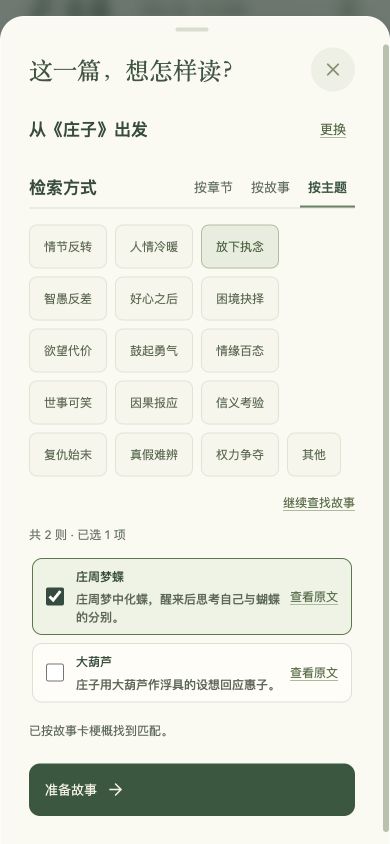 这一篇，想怎样读？
从《庄子》出发 更换
检索方式 按章节 按故事 按主题
情节反转 人情冷暖 放下执念
智愚反差 好心之后 困境抉择
欲望代价 鼓起勇气 情缘百态
世事可笑 因果报应 信义考验
复仇始末 真假难辨 权力争夺 其他
继续查找故事
共 2 则 · 已选 1 项
庄周梦蝶
庄周梦中化蝶，醒来后思考自己与蝴蝶 查看原文
的分别。
大葫芦
庄子用大葫芦作浮具的设想回应惠子。 查看原文
已按故事卡梗概找到匹配。
准备故事 →